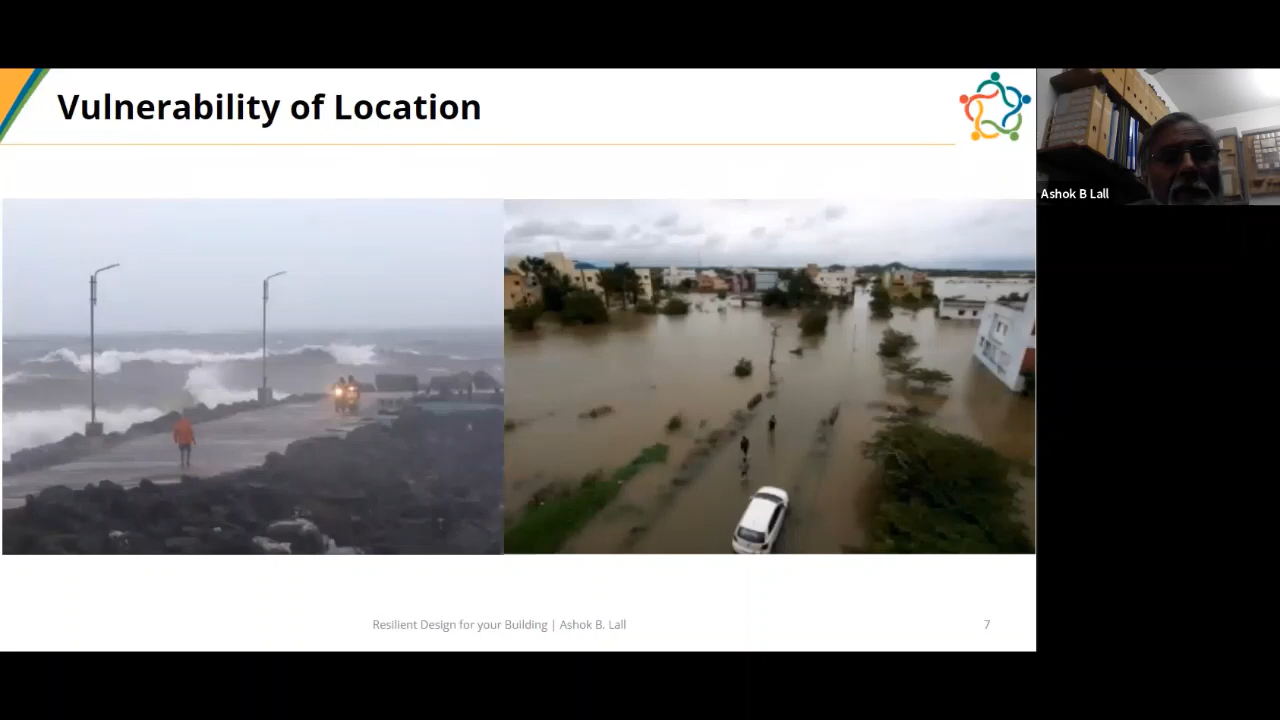 Vulnerability of Location
Ashok B Lall
Resilient Design for your Building | Ashok B. Lall
7